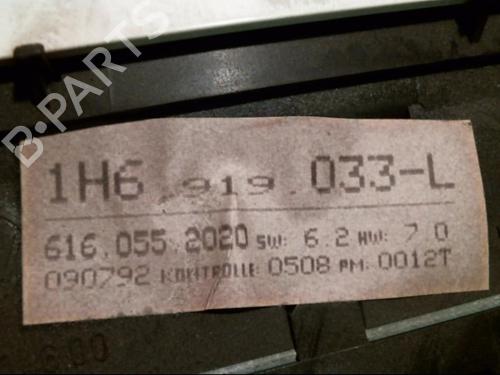 B-PARTS
1H6 919 033-L
616.055.2020 SW: 6.2 HW: 7.0
090792 KONTROLLE: 0508 PM: 0012T